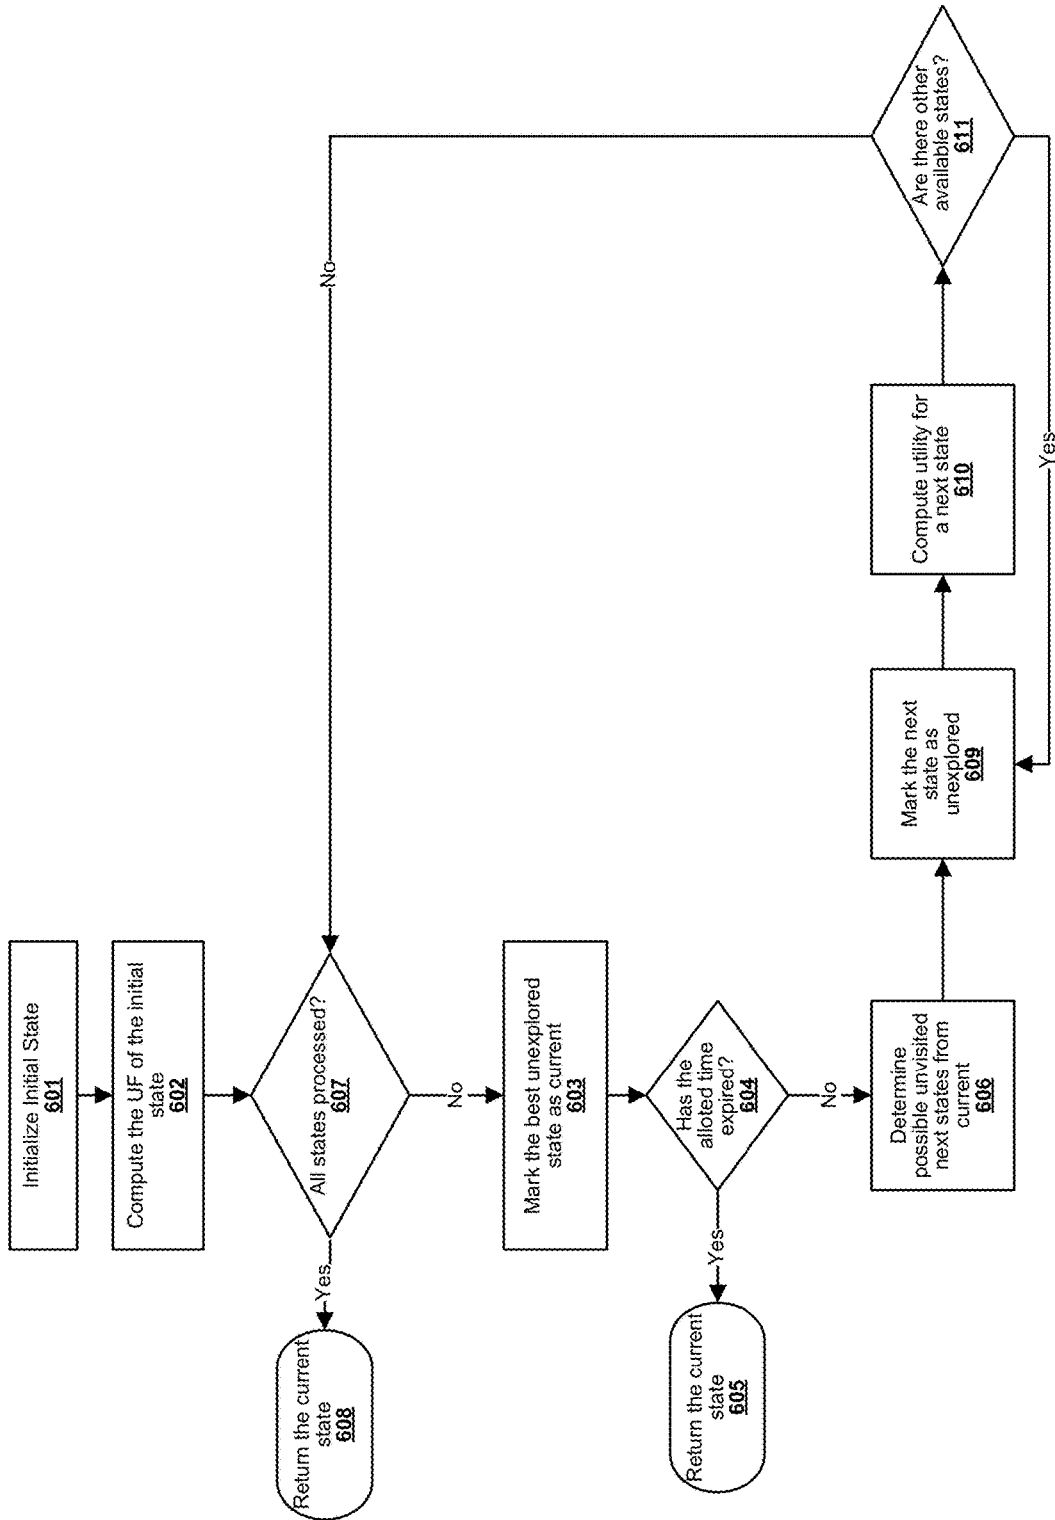 Initialize Initial State
601
Compute the UF of the initial
state
602
All states processed?
607
Yes
Return the current
state
608
No
Mark the best unexplored
state as current
603
Has the
alloted time
expired?
604
Yes
Return the current
state
605
No
Determine
possible unvisited
next states from
current
606
Mark the next
state as
unexplored
609
Compute utility for
a next state
610
Are there other
available states?
611
Yes
No